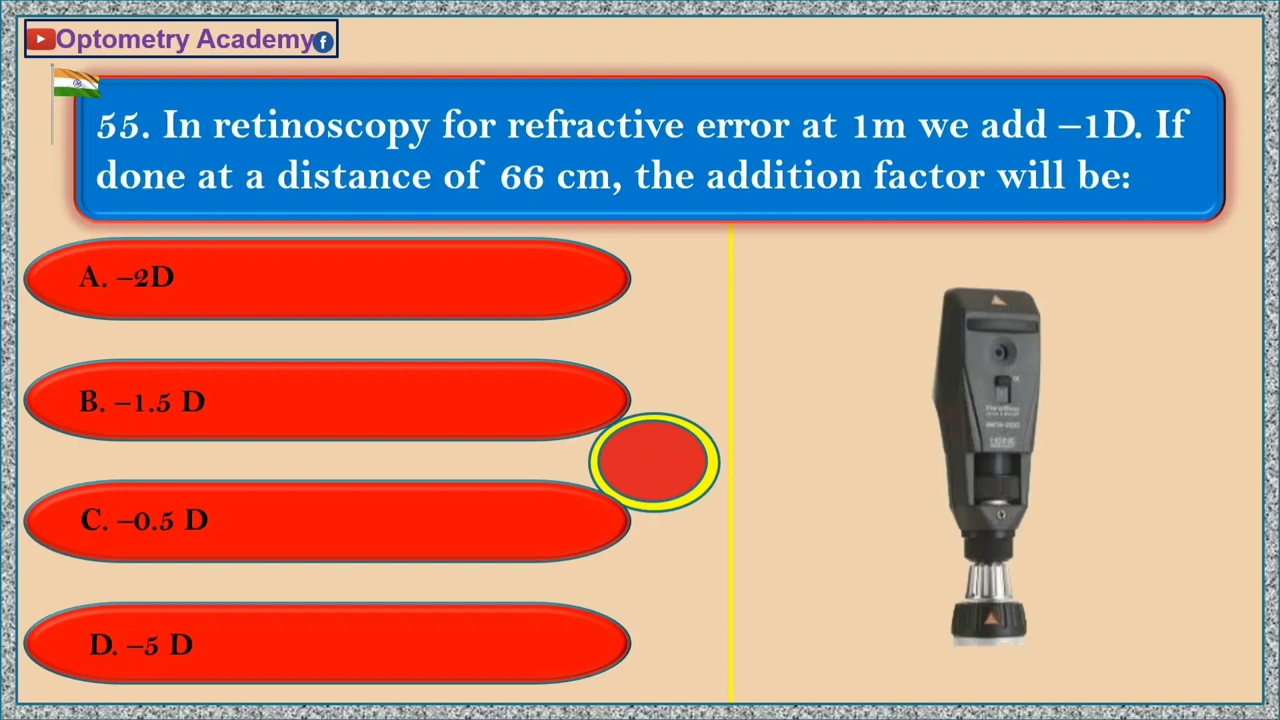 Optometry Academy
55. In retinoscopy for refractive error at 1m we add –1D. If
done at a distance of 66 cm, the addition factor will be:
A. –2D
B. –1.5 D
C. –0.5 D
D. –5 D
HEINE